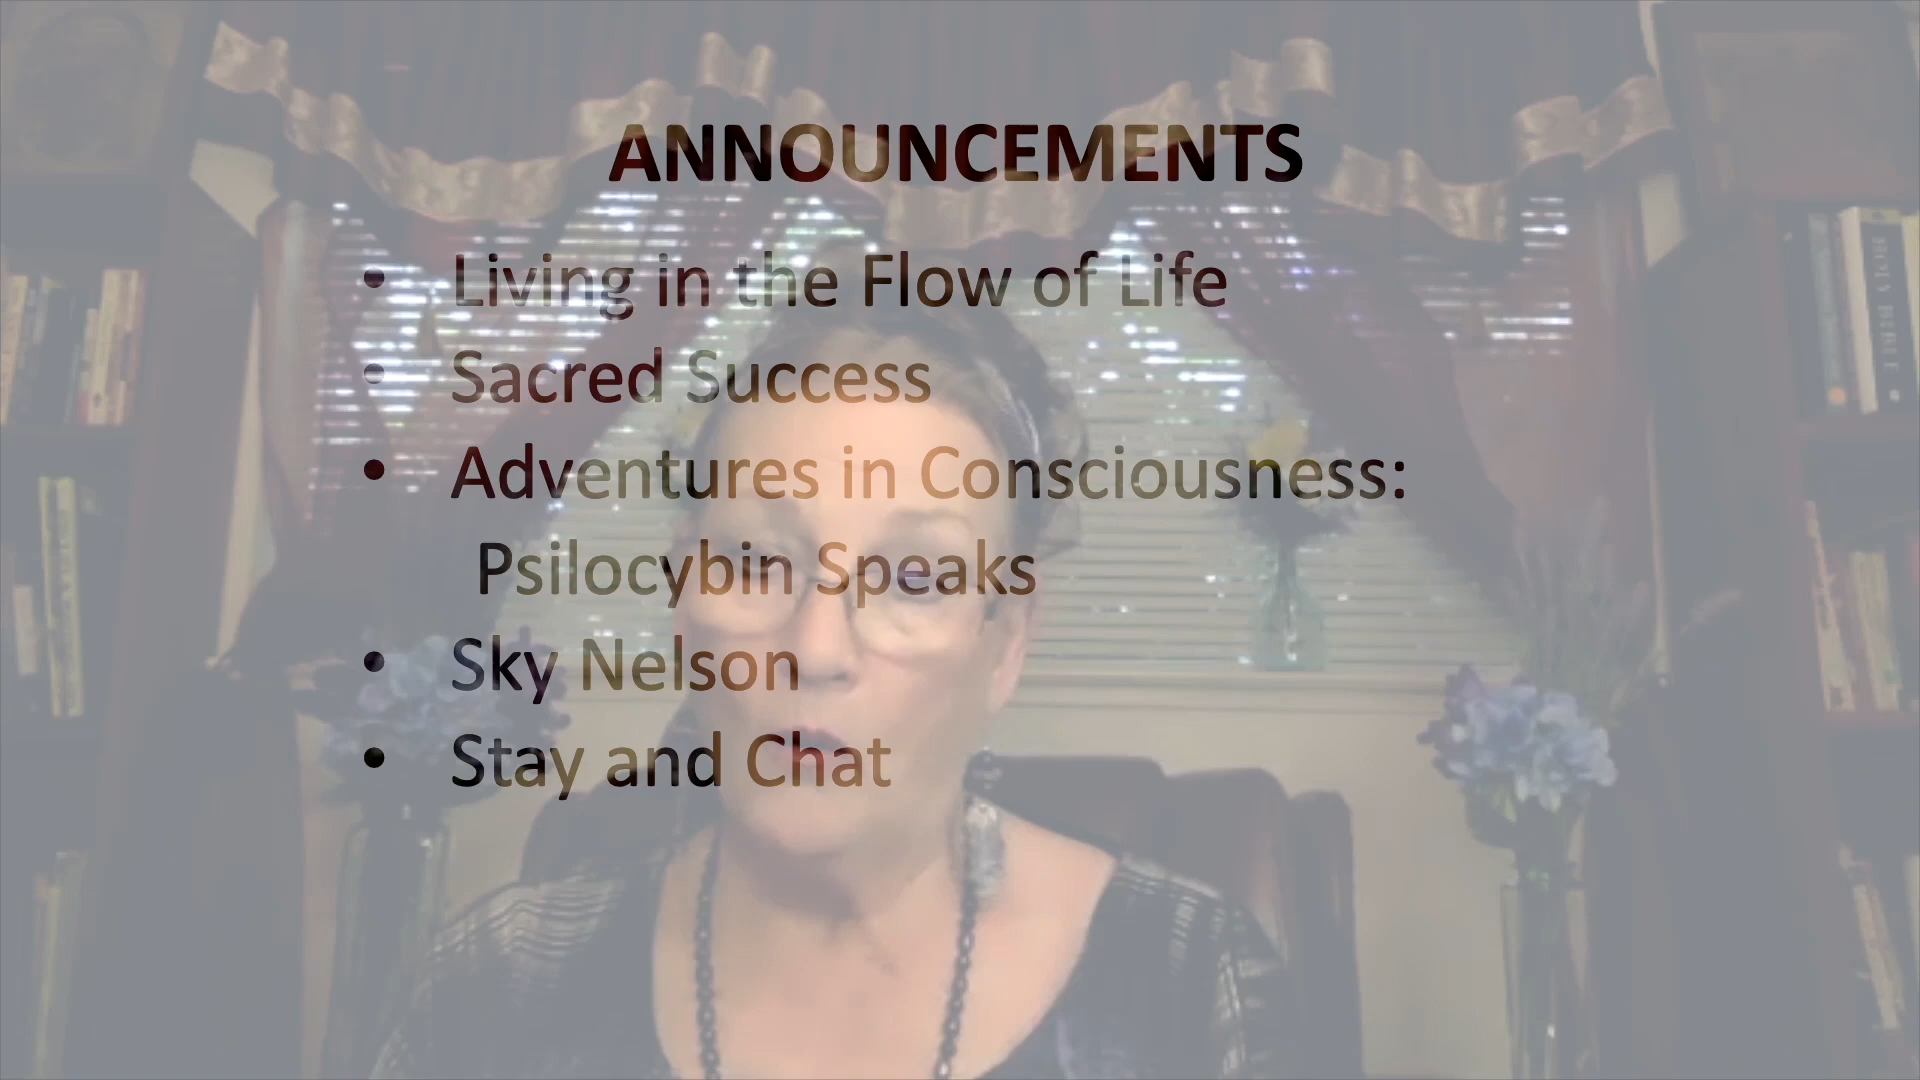 ANNOUNCEMENTS
• Living in the Flow of Life
• Sacred Success
• Adventures in Consciousness:
Psilocybin Speaks
• Sky Nelson
• Stay and Chat